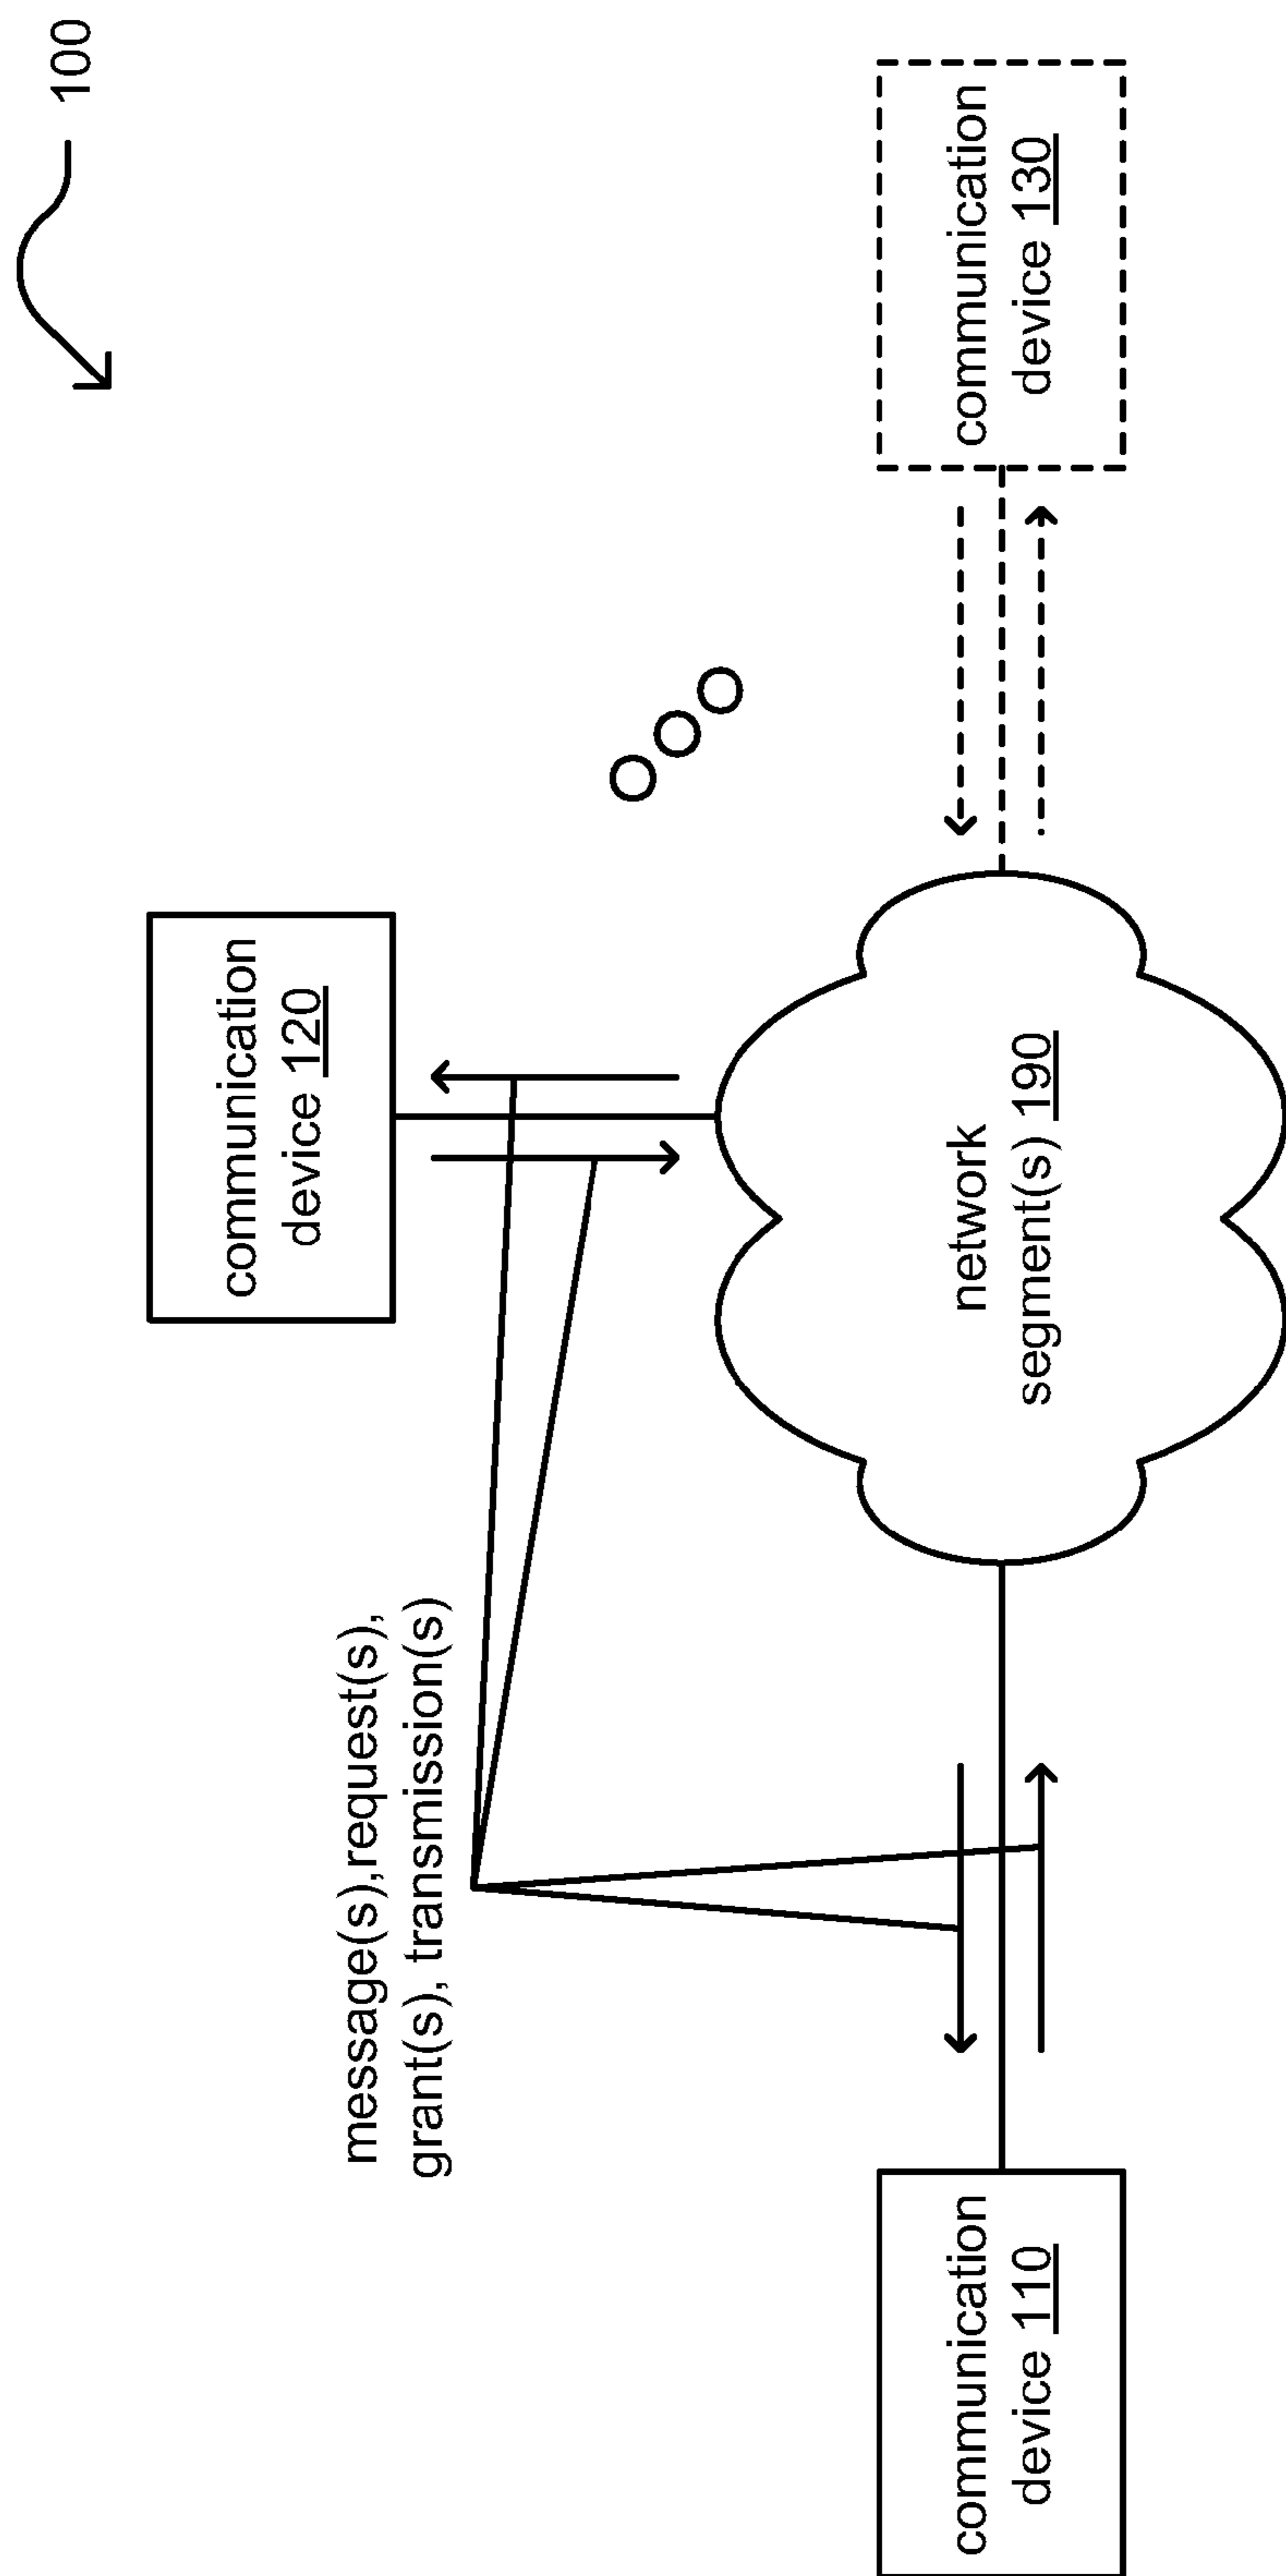 100
communication
device 120
message(s),request(s),
grant(s), transmission(s)
communication
device 110
network
segment(s) 190
communication
device 130